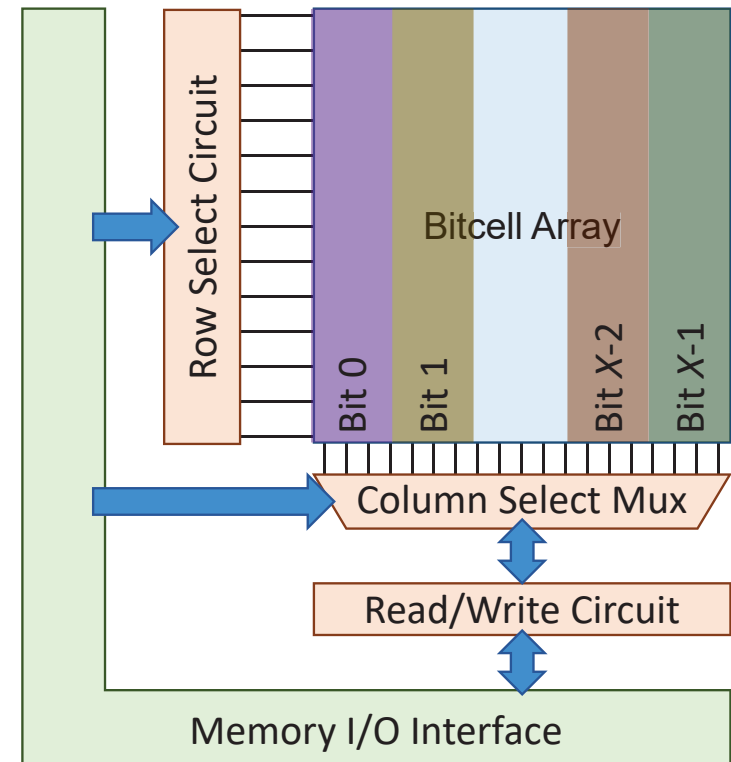 Row Select Circuit
Bitcell Array
Bit 0
Bit 1
Bit X-2
Bit X-1
Column Select Mux
Read/Write Circuit
Memory I/O Interface